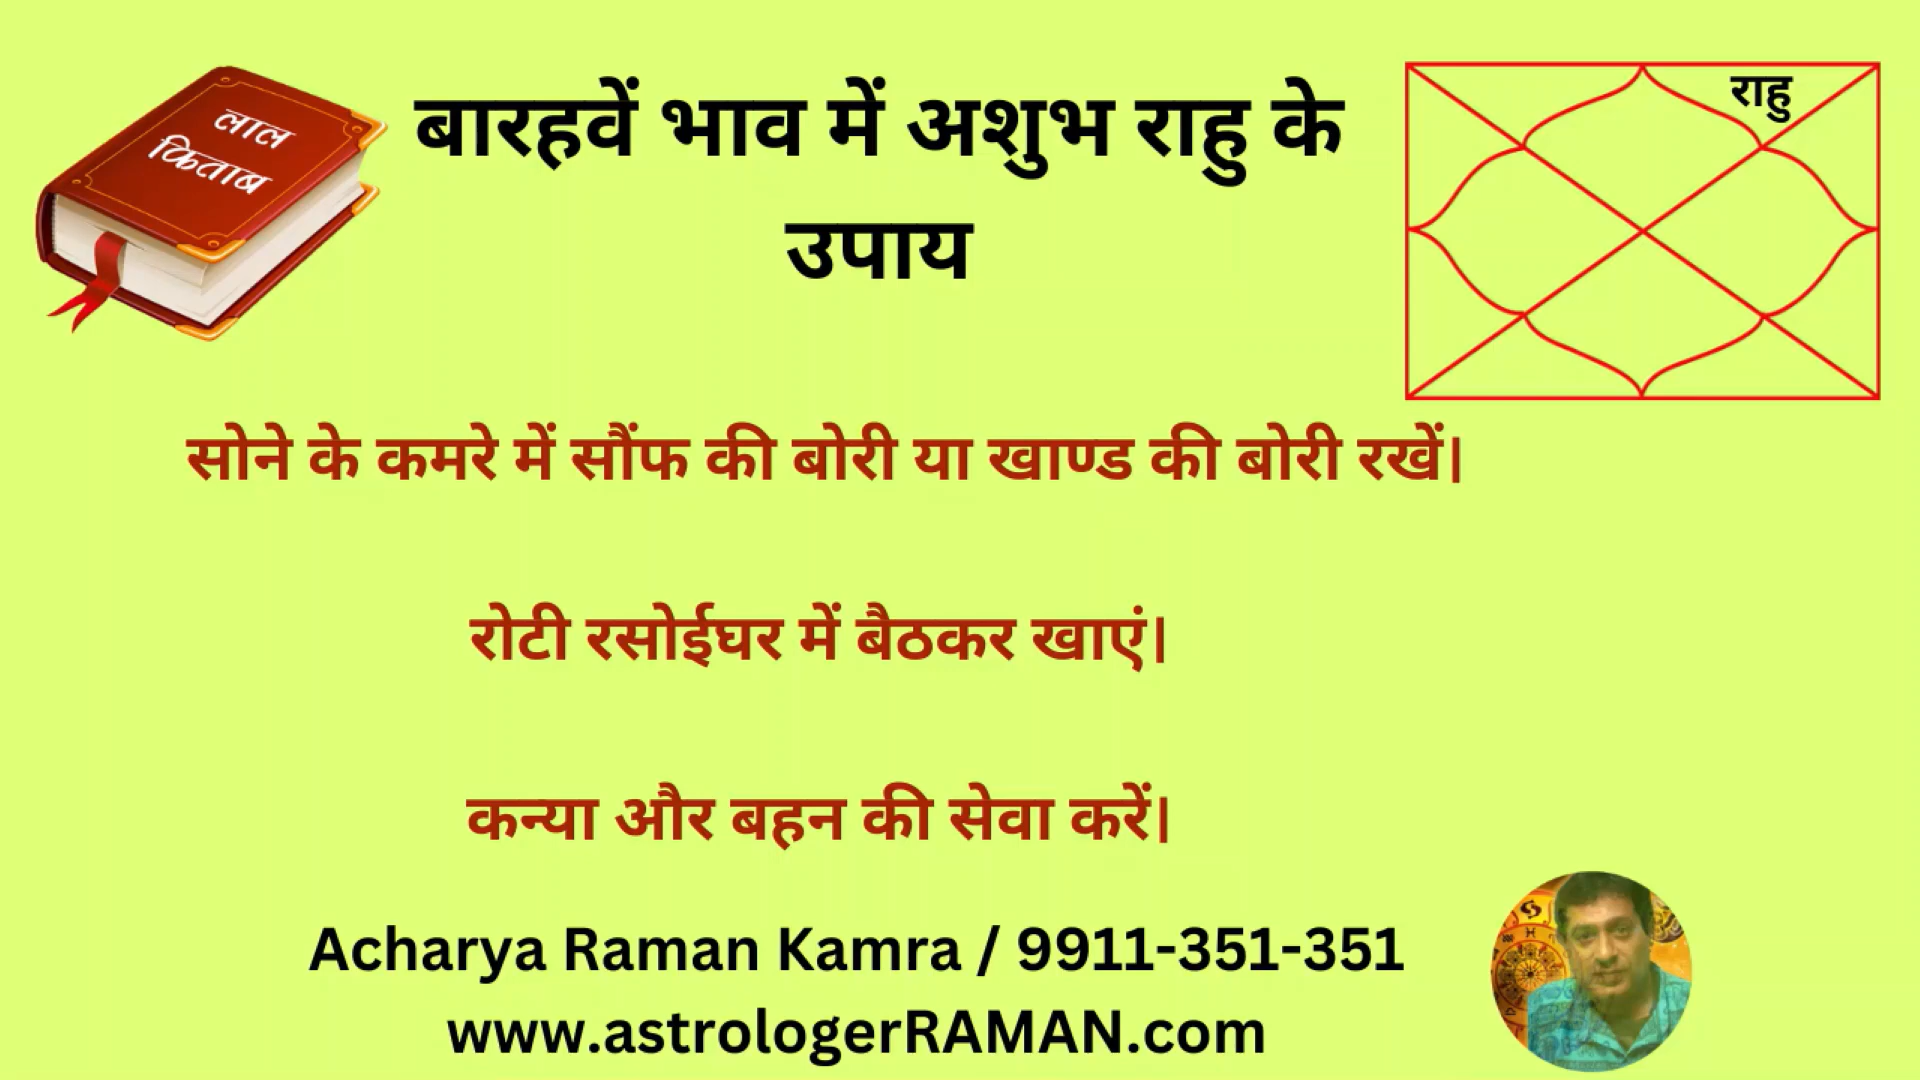 लाल
किताब
बारहवें भाव में अशुभ राहु के
उपाय
राहु
सोने के कमरे में सौंफ की बोरी या खाण्ड की बोरी रखें।
रोटी रसोईघर में बैठकर खाएं।
कन्या और बहन की सेवा करें।
Acharya Raman Kamra / 9911-351-351
www.astrologerRAMAN.com